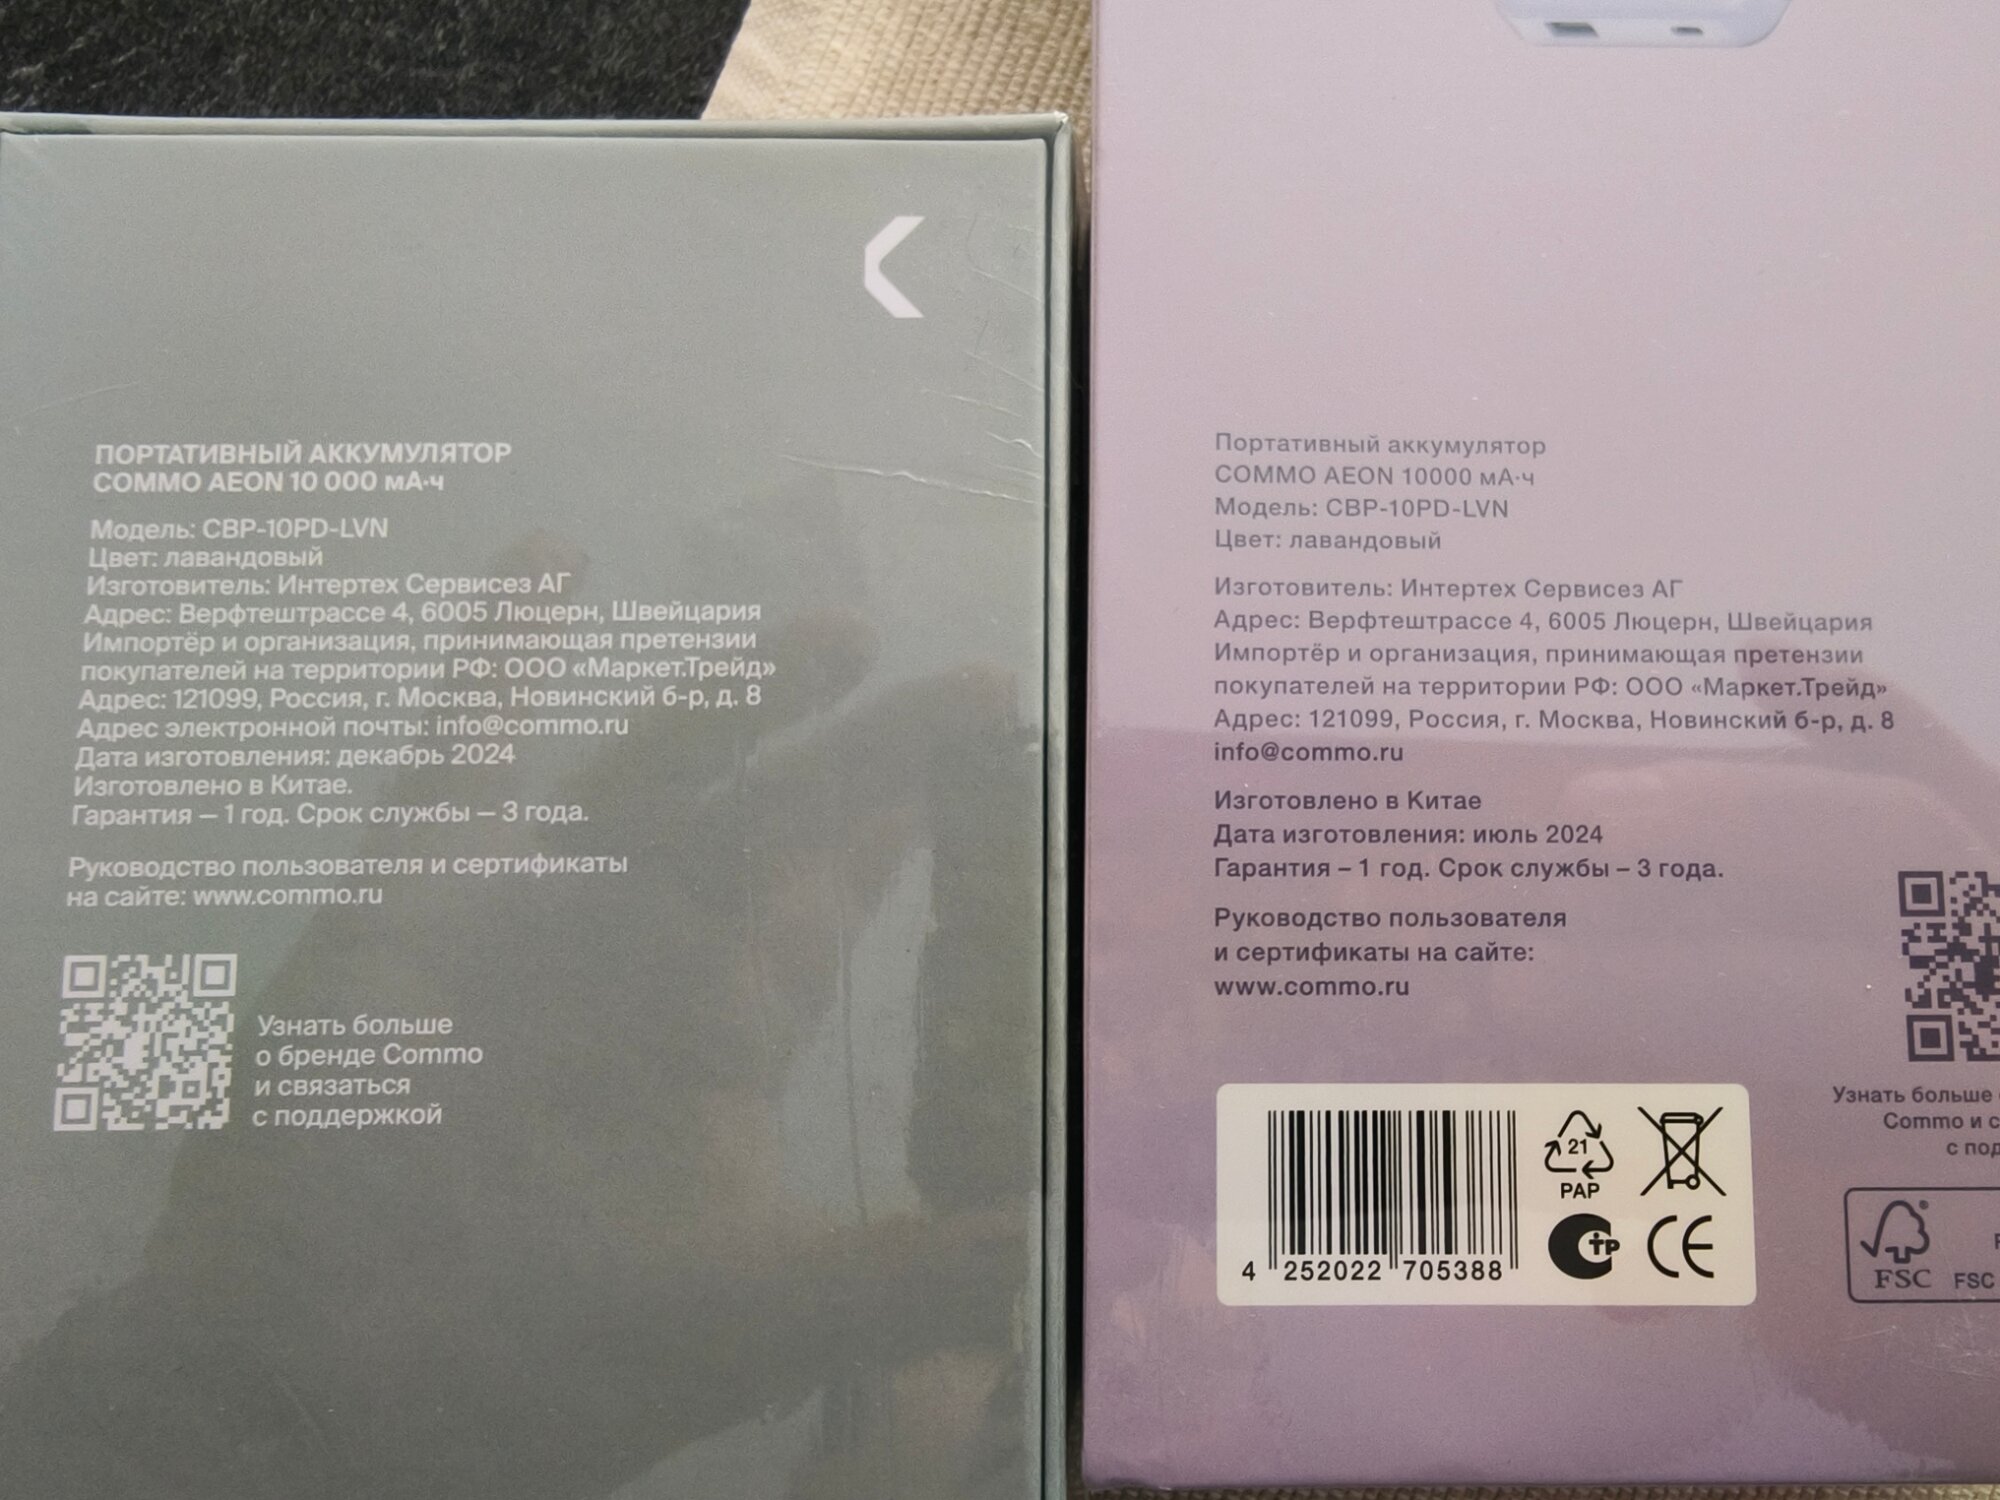 ПОРТАТИВНЫЙ АККУМУЛЯТОР
COMMO AEON 10 000 мА·ч
Модель: CBP-10PD-LVN
Цвет: лавандовый
Изготовитель: Интертех Сервисез АГ
Адрес: Верфтештрассе 4, 6005 Люцерн, Швейцария
Импортёр и организация, принимающая претензии
покупателей на территории РФ: ООО «Маркет.Трейд»
Адрес: 121099, Россия, г. Москва, Новинский б-р, д. 8
Адрес электронной почты: info@commo.ru
Дата изготовления: декабрь 2024
Изготовлено в Китае.
Гарантия — 1 год. Срок службы — 3 года.
Руководство пользователя и сертификаты
на сайте: www.commo.ru
Узнать больше
о бренде Commo
и связаться
с поддержкой
Портативный аккумулятор
COMMO AEON 10000 мА·ч
Модель: CBP-10PD-LVN
Цвет: лавандовый
Изготовитель: Интертех Сервисез АГ
Адрес: Верфтештрассе 4, 6005 Люцерн, Швейцария
Импортёр и организация, принимающая претензии
покупателей на территории РФ: ООО «Маркет.Трейд»
Адрес: 121099, Россия, г. Москва, Новинский б-р, д. 8
info@commo.ru
Изготовлено в Китае
Дата изготовления: июль 2024
Гарантия – 1 год. Срок службы – 3 года.
Руководство пользователя
и сертификаты на сайте:
www.commo.ru
4 252022 705388
21
PAP
СТР
CE
Узнать больше
Commo и
с
FSC
FSC